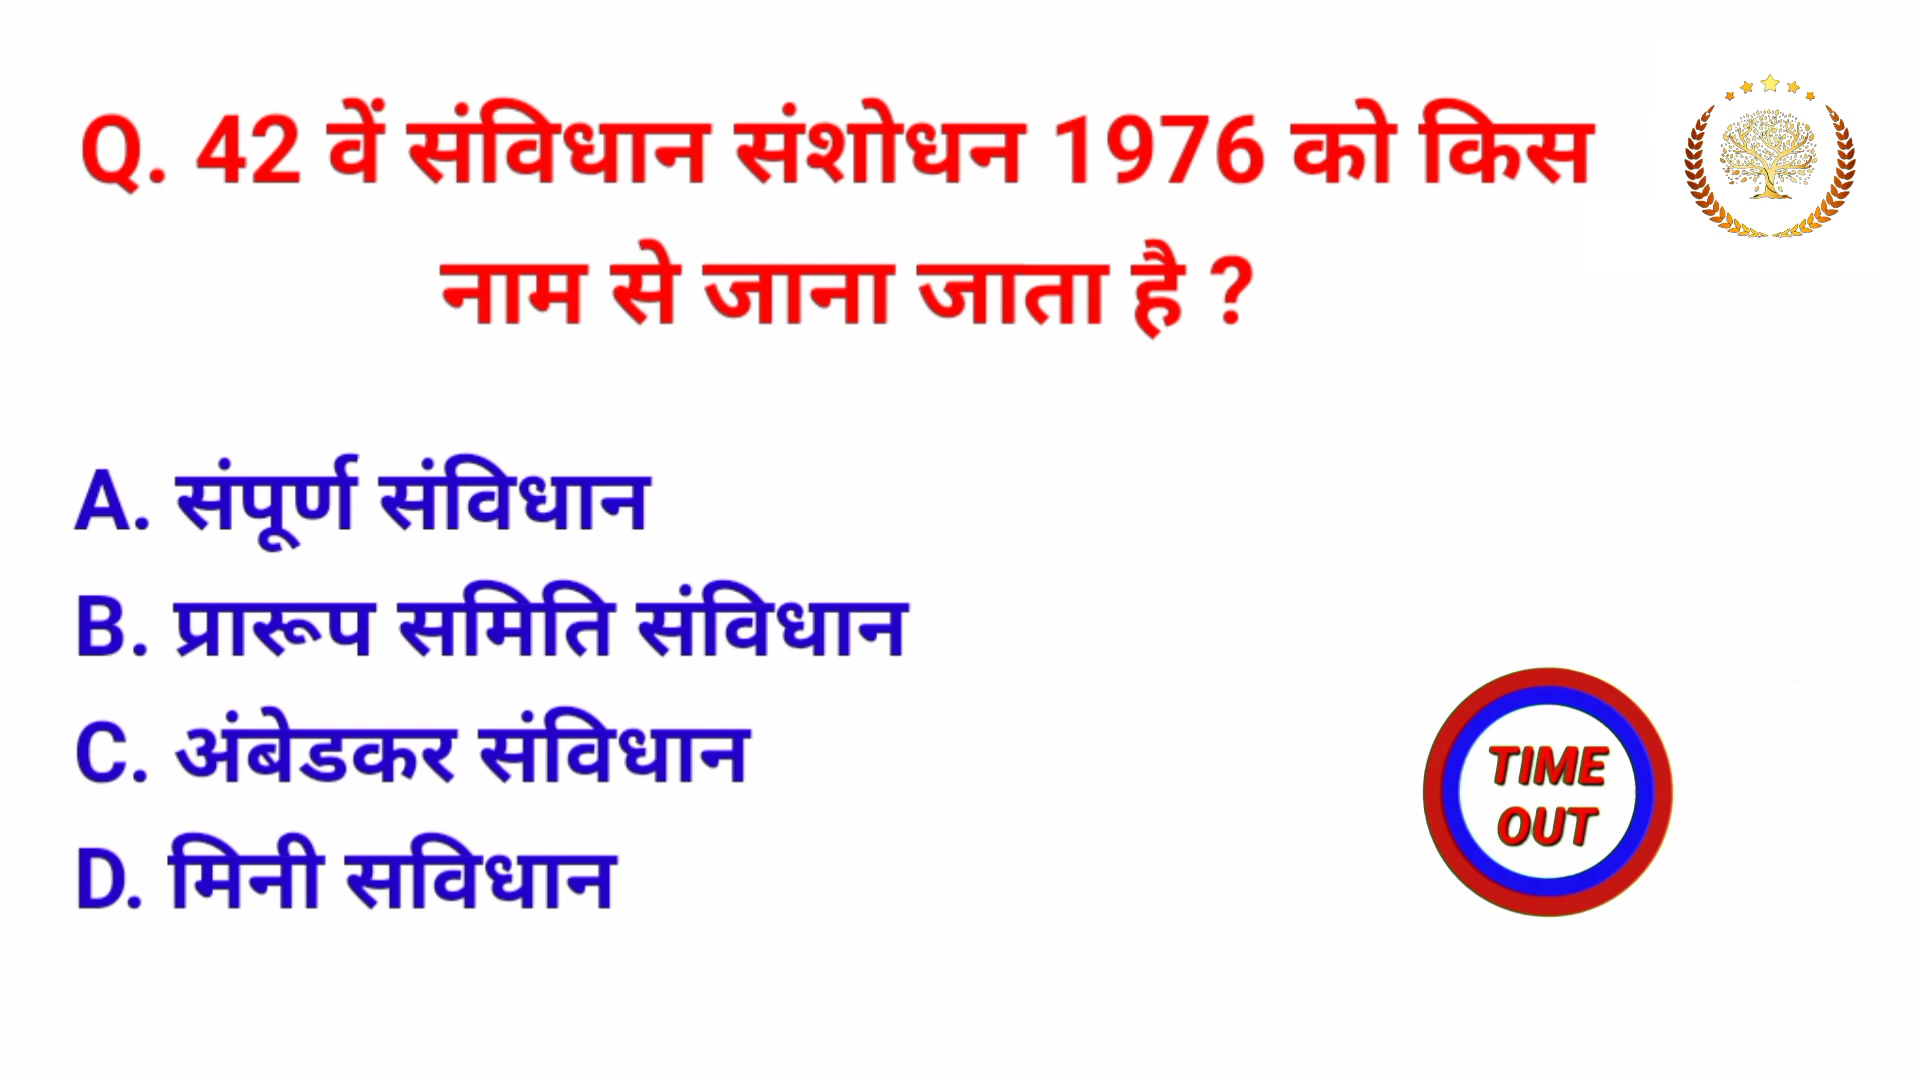 Q. 42 वें संविधान संशोधन 1976 को किस
नाम से जाना जाता है ?
A. संपूर्ण संविधान
B. प्रारूप समिति संविधान
C. अंबेडकर संविधान
D. मिनी सविधान
TIME
OUT